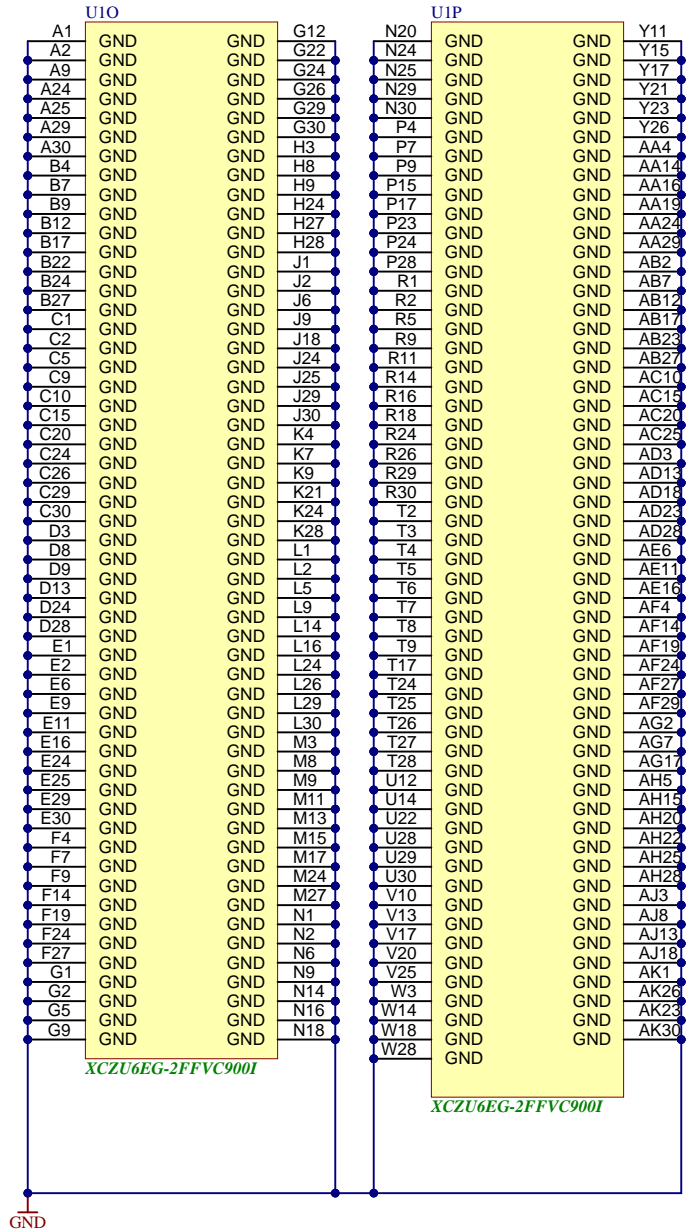 U1O
A1 GND GND G12
A2 GND GND G22
A9 GND GND G24
A24 GND GND G26
A25 GND GND G29
A29 GND GND G30
A30 GND GND H3
B4 GND GND H8
B7 GND GND H9
B9 GND GND H24
B12 GND GND H27
B17 GND GND H28
B22 GND GND J1
B24 GND GND J2
B27 GND GND J6
C1 GND GND J9
C2 GND GND J18
C5 GND GND J24
C9 GND GND J25
C10 GND GND J29
C15 GND GND J30
C20 GND GND K4
C24 GND GND K7
C26 GND GND K9
C29 GND GND K21
C30 GND GND K24
D3 GND GND K28
D8 GND GND L1
D9 GND GND L2
D13 GND GND L5
D24 GND GND L9
D28 GND GND L14
E1 GND GND L16
E2 GND GND L24
E6 GND GND L26
E9 GND GND L29
E11 GND GND L30
E16 GND GND M3
E24 GND GND M8
E25 GND GND M9
E29 GND GND M11
E30 GND GND M13
F4 GND GND M15
F7 GND GND M17
F9 GND GND M24
F14 GND GND M27
F19 GND GND N1
F24 GND GND N2
F27 GND GND N6
G1 GND GND N9
G2 GND GND N14
G5 GND GND N16
G9 GND GND N18
XCZU6EG-2FFVC900I
U1P
N20 GND GND Y11
N24 GND GND Y15
N25 GND GND Y17
N29 GND GND Y21
N30 GND GND Y23
P4 GND GND Y26
P7 GND GND AA4
P9 GND GND AA14
P15 GND GND AA16
P17 GND GND AA19
P23 GND GND AA24
P24 GND GND AA29
P28 GND GND AB2
R1 GND GND AB7
R2 GND GND AB12
R5 GND GND AB17
R9 GND GND AB23
R11 GND GND AB27
R14 GND GND AC10
R16 GND GND AC15
R18 GND GND AC20
R24 GND GND AC25
R26 GND GND AD3
R29 GND GND AD13
R30 GND GND AD18
T2 GND GND AD23
T3 GND GND AD28
T4 GND GND AE6
T5 GND GND AE11
T6 GND GND AE16
T7 GND GND AF4
T8 GND GND AF14
T9 GND GND AF19
T17 GND GND AF24
T24 GND GND AF27
T25 GND GND AF29
T26 GND GND AG2
T27 GND GND AG7
T28 GND GND AG17
U12 GND GND AH5
U14 GND GND AH15
U22 GND GND AH20
U28 GND GND AH22
U29 GND GND AH25
U30 GND GND AH28
V10 GND GND AJ3
V13 GND GND AJ8
V17 GND GND AJ13
V20 GND GND AJ18
V25 GND GND AK1
W3 GND GND AK26
W14 GND GND AK23
W18 GND GND AK30
W28 GND
XCZU6EG-2FFVC900I
GND